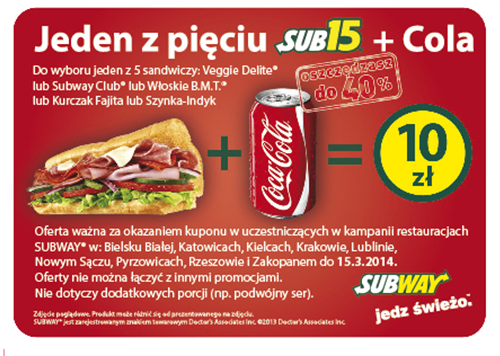 Jeden z pięciu SUB15 + Cola
Do wyboru jeden z 5 sandwiczy: Veggie Delite®
lub Subway Club® lub Włoskie B.M.T.®
lub Kurczak Fajita lub Szynka-Indyk
oszczędzasz
do 40%
Coca-Cola
+
=
10
zł
Oferta ważna za okazaniem kuponu w uczestniczących w kampanii restauracjach
SUBWAY® w: Bielsku Białej, Katowicach, Kielcach, Krakowie, Lublinie,
Nowym Sączu, Pyrzowicach, Rzeszowie i Zakopanem do 15.3.2014.
Oferty nie można łączyć z innymi promocjami.
Nie dotyczy dodatkowych porcji (np. podwójny ser).
SUBWAY®
jedz świeżo.™
Zdjęcie poglądowe. Produkt może różnić się od prezentowanego na zdjęciu.
SUBWAY® jest zarejestrowanym znakiem towarowym Doctor's Associates Inc. ©2013 Doctor's Associates Inc.